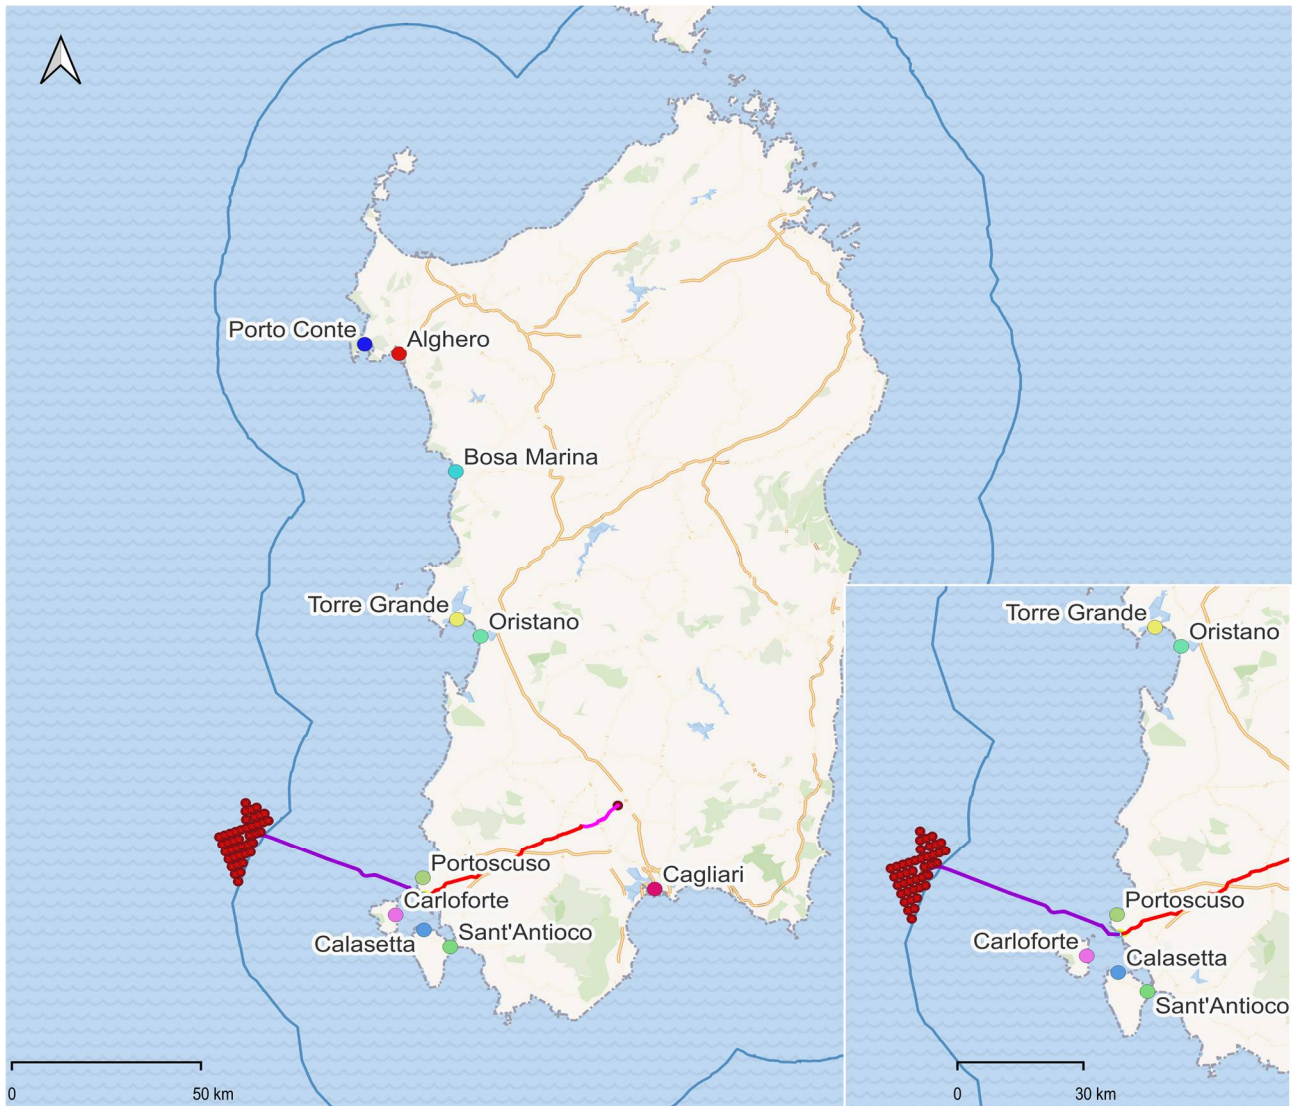 Porto Conte
Alghero
Bosa Marina
Torre Grande
Oristano
Portoscuso
Carloforte
Calasetta
Sant'Antioco
Cagliari
0
50 km
Torre Grande
Oristano
Portoscuso
Carloforte
Calasetta
Sant'Antioco
0
30 km